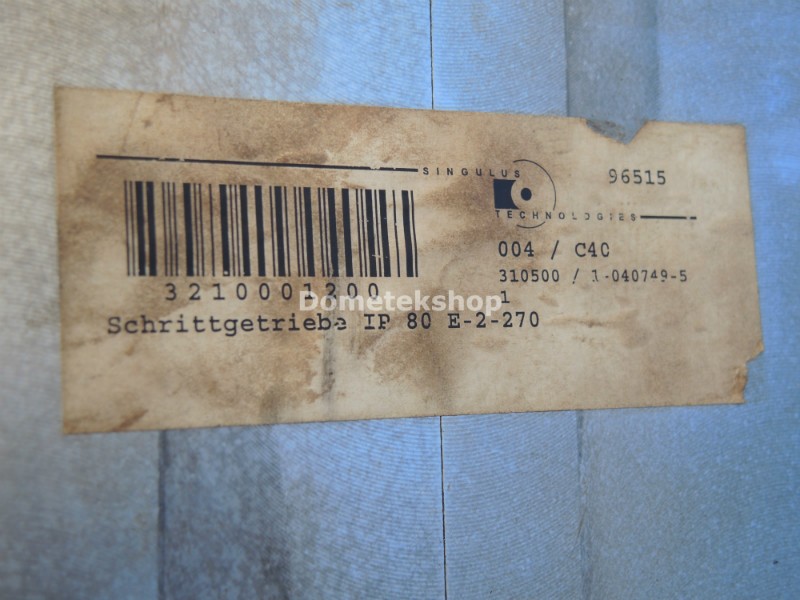 SINGULUS
TECHNOLOGIES
96515
3210001200
004 / C40
310500 / 1-040749-5
1
Schrittgetriebe IP 80 E-2-270
Dometekshop